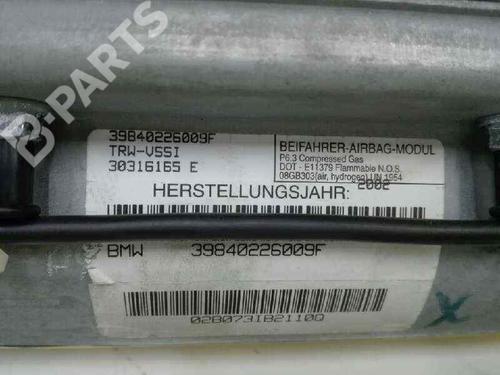 B-PARTS
39840226009F
TRW-VSSI
30316165 E
BEIFAHRER-AIRBAG-MODUL
P6.3 Compressed Gas
DOT - E11379 Flammable N.O.S.
08GB303(air, hydrogen) UN 1954
HERSTELLUNGSJAHR: 2002
BMW 39840226009F
02B0731B2110Q
X